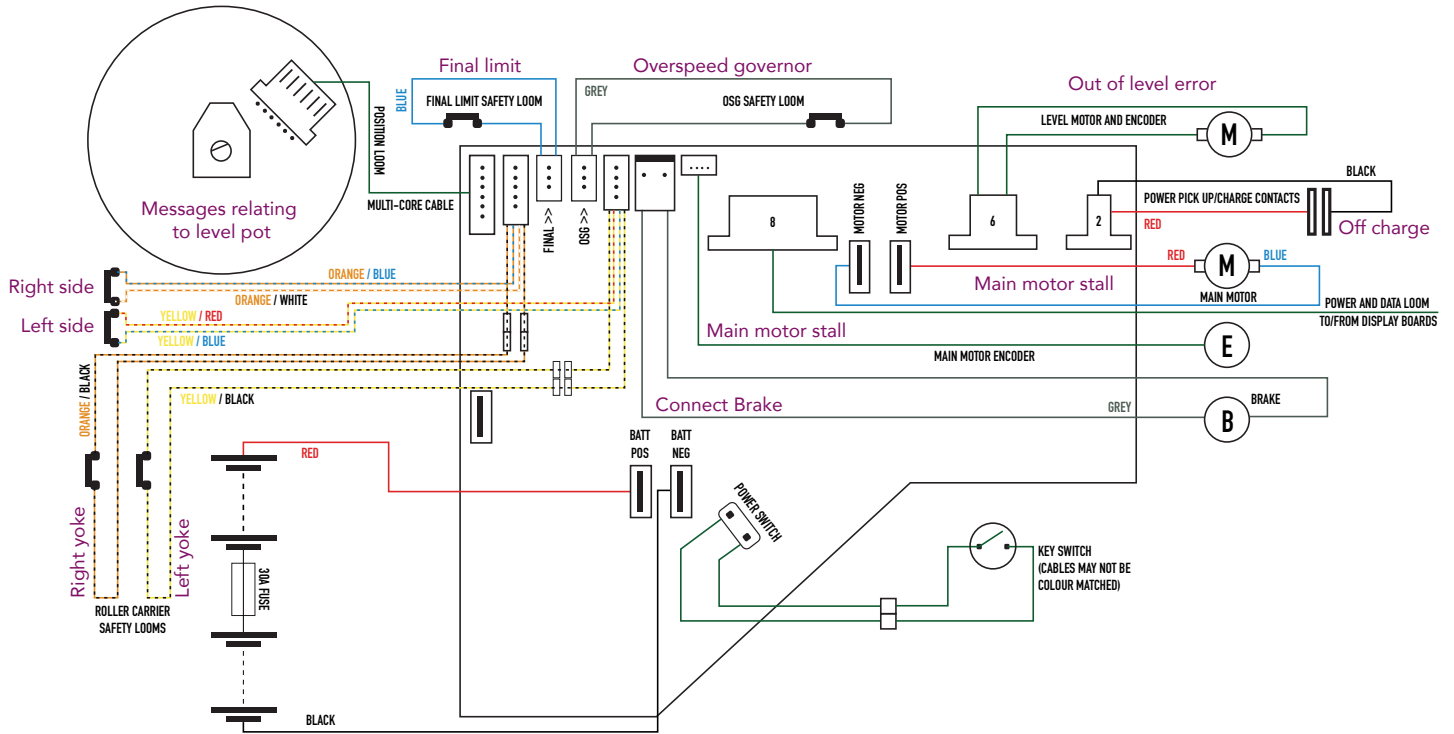 Final limit
Overspeed governor
Out of level error
BLUE
FINAL LIMIT SAFETY LOOM
GREY
OSG SAFETY LOOM
LEVEL MOTOR AND ENCODER
M
POSITION LOOM
MULTI-CORE CABLE
Messages relating
to level pot
FINAL >>
OSG >>
8
MOTOR NEG
MOTOR POS
6
2
BLACK
POWER PICK UP/CHARGE CONTACTS
RED
Off charge
Right side
ORANGE / BLUE
ORANGE / WHITE
Left side
YELLOW / RED
YELLOW / BLUE
RED
M
BLUE
Main motor stall
MAIN MOTOR
POWER AND DATA LOOM
TO/FROM DISPLAY BOARDS
Main motor stall
MAIN MOTOR ENCODER
E
ORANGE / BLACK
YELLOW / BLACK
Connect Brake
GREY
B
BRAKE
RED
BATT
POS
BATT
NEG
POWER SWITCH
KEY SWITCH
(CABLES MAY NOT BE
COLOUR MATCHED)
Right yoke
Left yoke
30A FUSE
ROLLER CARRIER
SAFETY LOOMS
BLACK